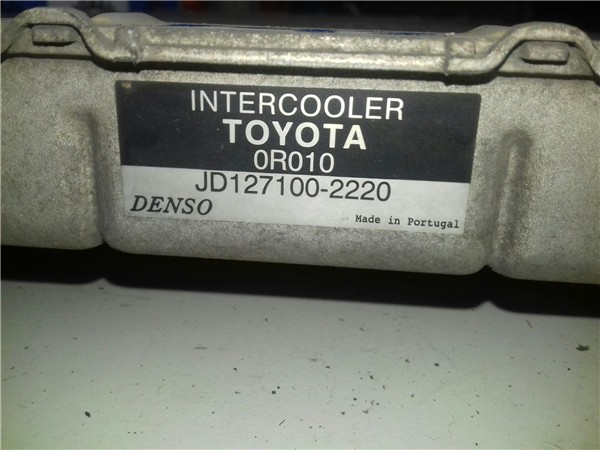 INTERCOOLER
TOYOTA
0R010
JD127100-2220
DENSO
Made in Portugal